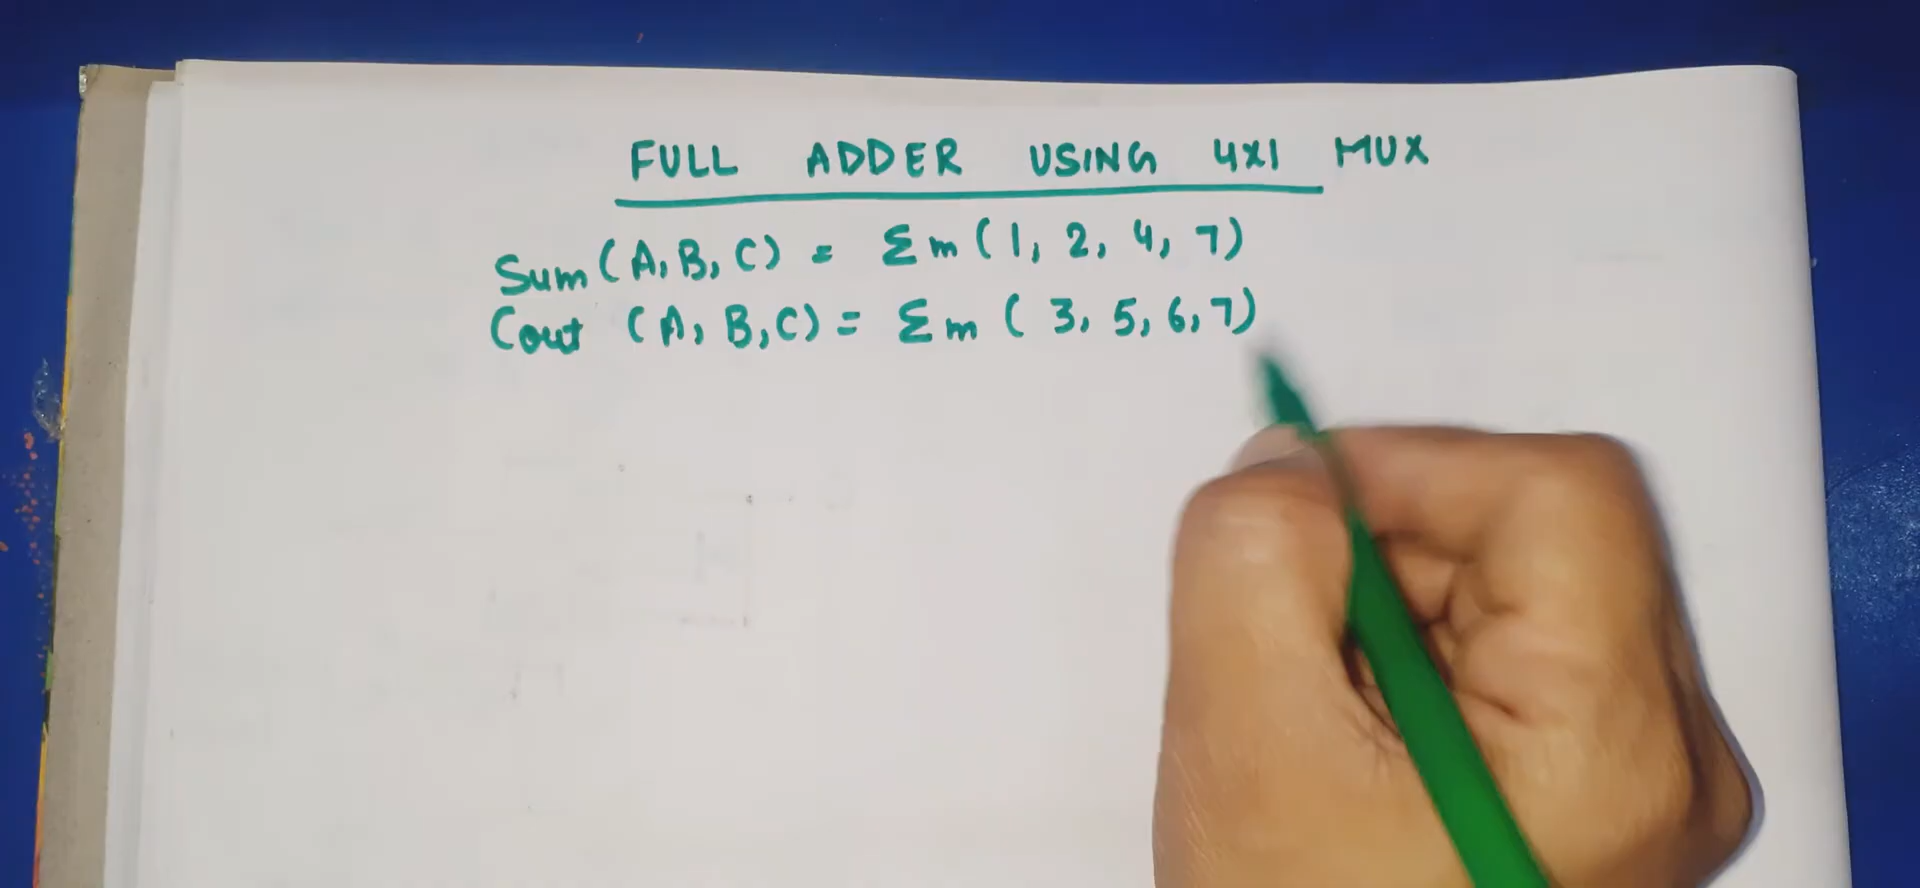 FULL ADDER USING 4X1 MUX
Sum (A, B, C) = Σm (1, 2, 4, 7)
Cout (A, B, C) = Σm ( 3, 5, 6, 7)